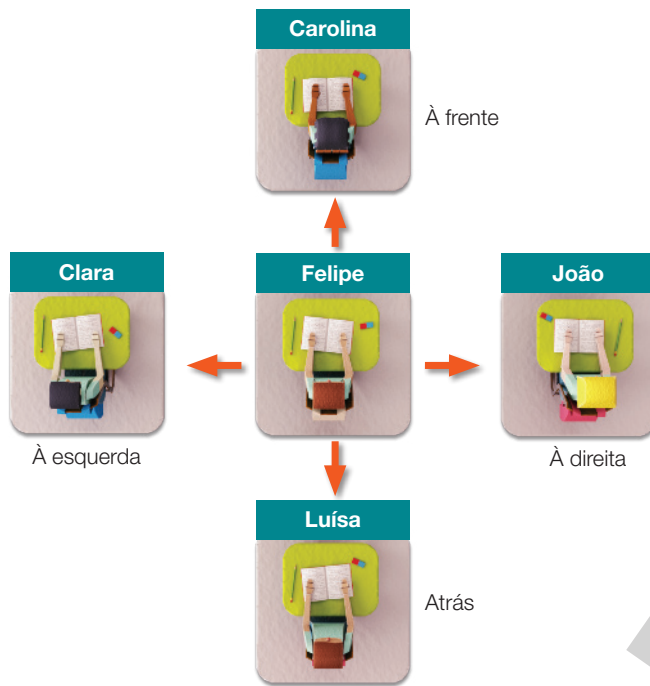 Carolina
À frente
Clara
Felipe
João
À esquerda
À direita
Luísa
Atrás